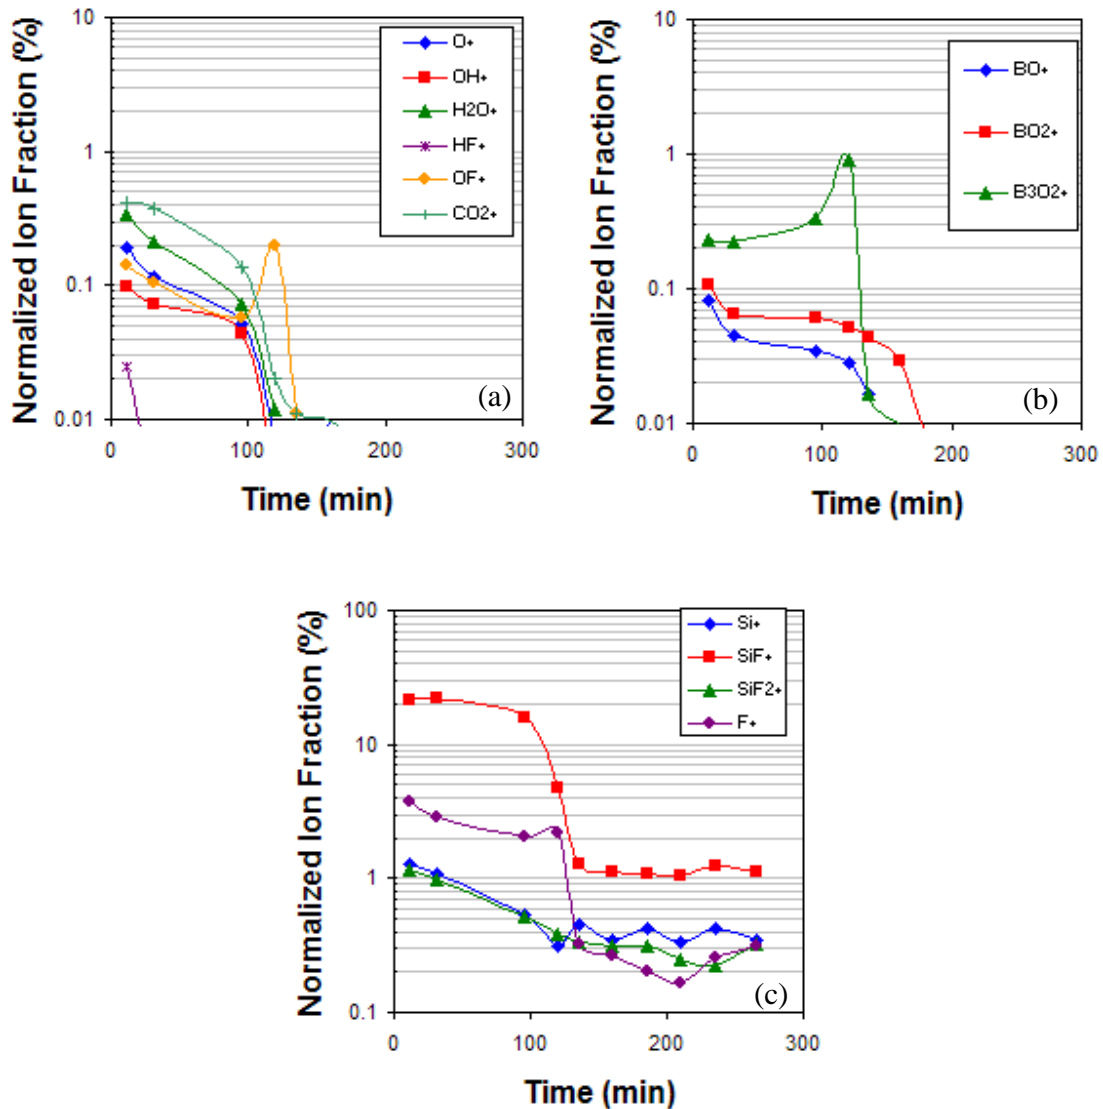 Normalized Ion Fraction (%)
10
1
0.1
0.01
0
100
200
300
Time (min)
O+
OH+
H2O+
HF+
OF+
CO2+
(a)
Normalized Ion Fraction (%)
10
1
0.1
0.01
0
100
200
300
Time (min)
BO+
BO2+
B3O2+
(b)
Normalized Ion Fraction (%)
100
10
1
0.1
0
100
200
300
Time (min)
Si+
SiF+
SiF2+
F+
(c)